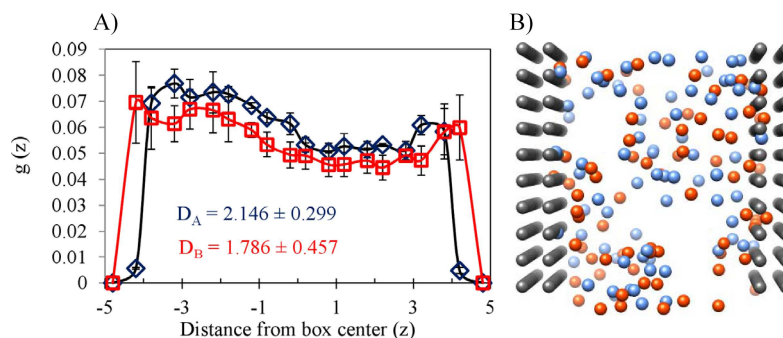 A)
B)
0.09
0.08
0.07
0.06
0.05
0.04
0.03
0.02
0.01
0
g (z)
D_A = 2.146 ± 0.299
D_B = 1.786 ± 0.457
-5 -3 -1 1 3 5
Distance from box center (z)